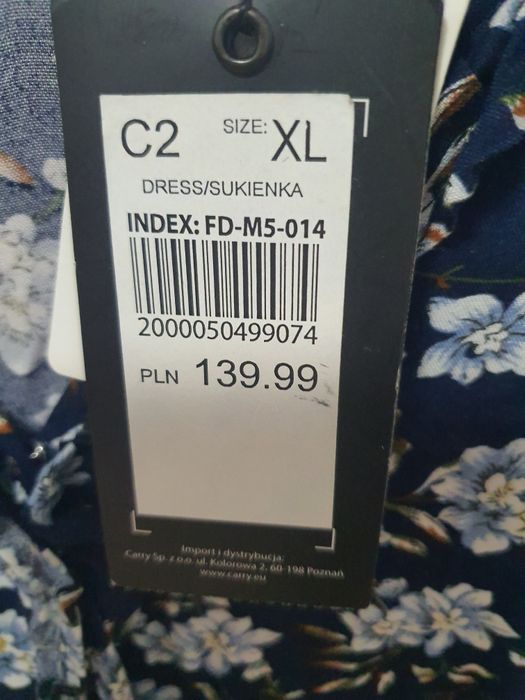 C2 SIZE: XL
DRESS/SUKIENKA
INDEX: FD-M5-014
2000050499074
PLN 139.99
Import i dystrybucja:
Carry Sp. z o.o. ul. Kolorowa 2, 60-198 Poznań
www.carry.eu